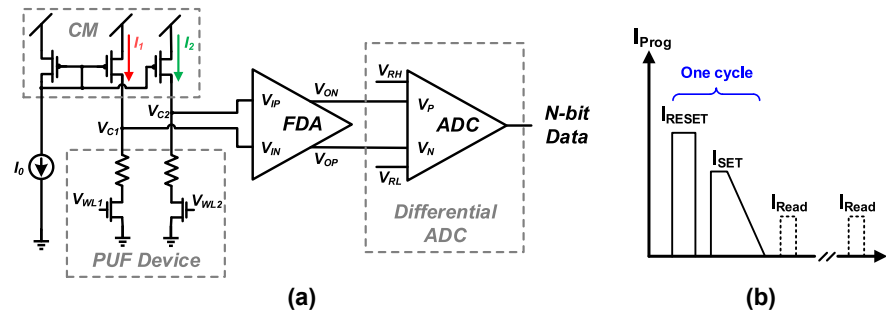 CM
I1
I2
VC1
VC2
I0
VWL1
VWL2
PUF Device
VIP
VIN
FDA
VON
VOP
VRH
VP
VN
VRL
ADC
Differential
ADC
N-bit
Data
(a)
IProg
One cycle
IRESET
ISET
IRead
IRead
(b)